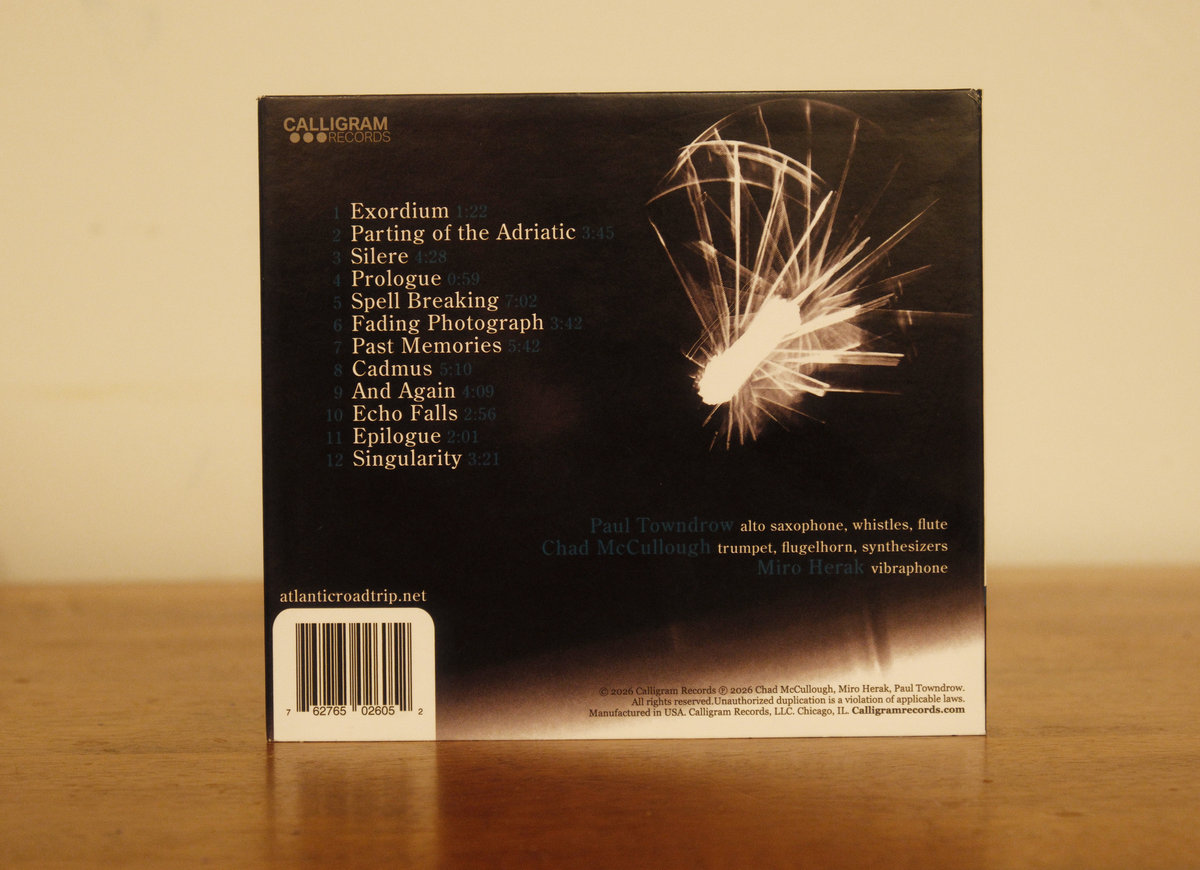 CALLIGRAM
RECORDS
1 Exordium 1:22
2 Parting of the Adriatic 3:45
3 Silere 4:28
4 Prologue 0:59
5 Spell Breaking 7:02
6 Fading Photograph 3:42
7 Past Memories 5:42
8 Cadmus 5:10
9 And Again 4:09
10 Echo Falls 2:56
11 Epilogue 2:01
12 Singularity 3:21
Paul Towndrow alto saxophone, whistles, flute
Chad McCullough trumpet, flugelhorn, synthesizers
Miro Herak vibraphone
atlanticroadtrip.net
7 62765 02605 2
© 2026 Calligram Records ℗ 2026 Chad McCullough, Miro Herak, Paul Towndrow.
All rights reserved.Unauthorized duplication is a violation of applicable laws.
Manufactured in USA. Calligram Records, LLC. Chicago, IL. Calligramrecords.com